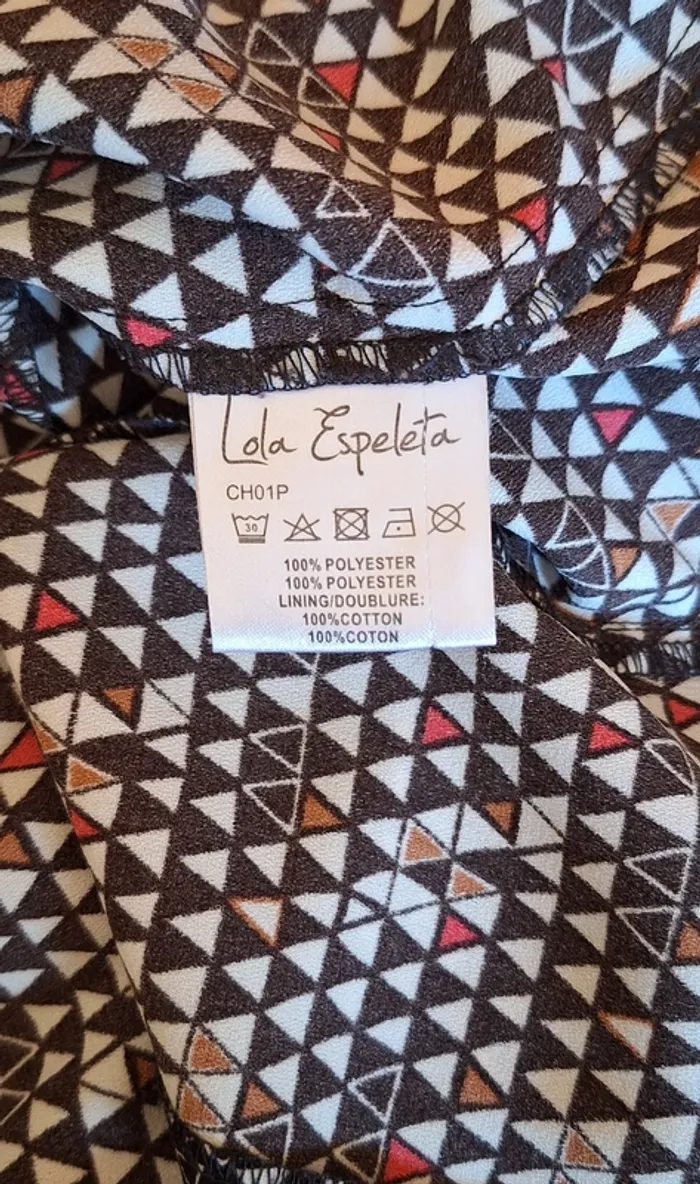 Lola Espeleta
CH01P
30
100% POLYESTER
100% POLYESTER
LINING/DOUBLURE:
100%COTTON
100%COTON